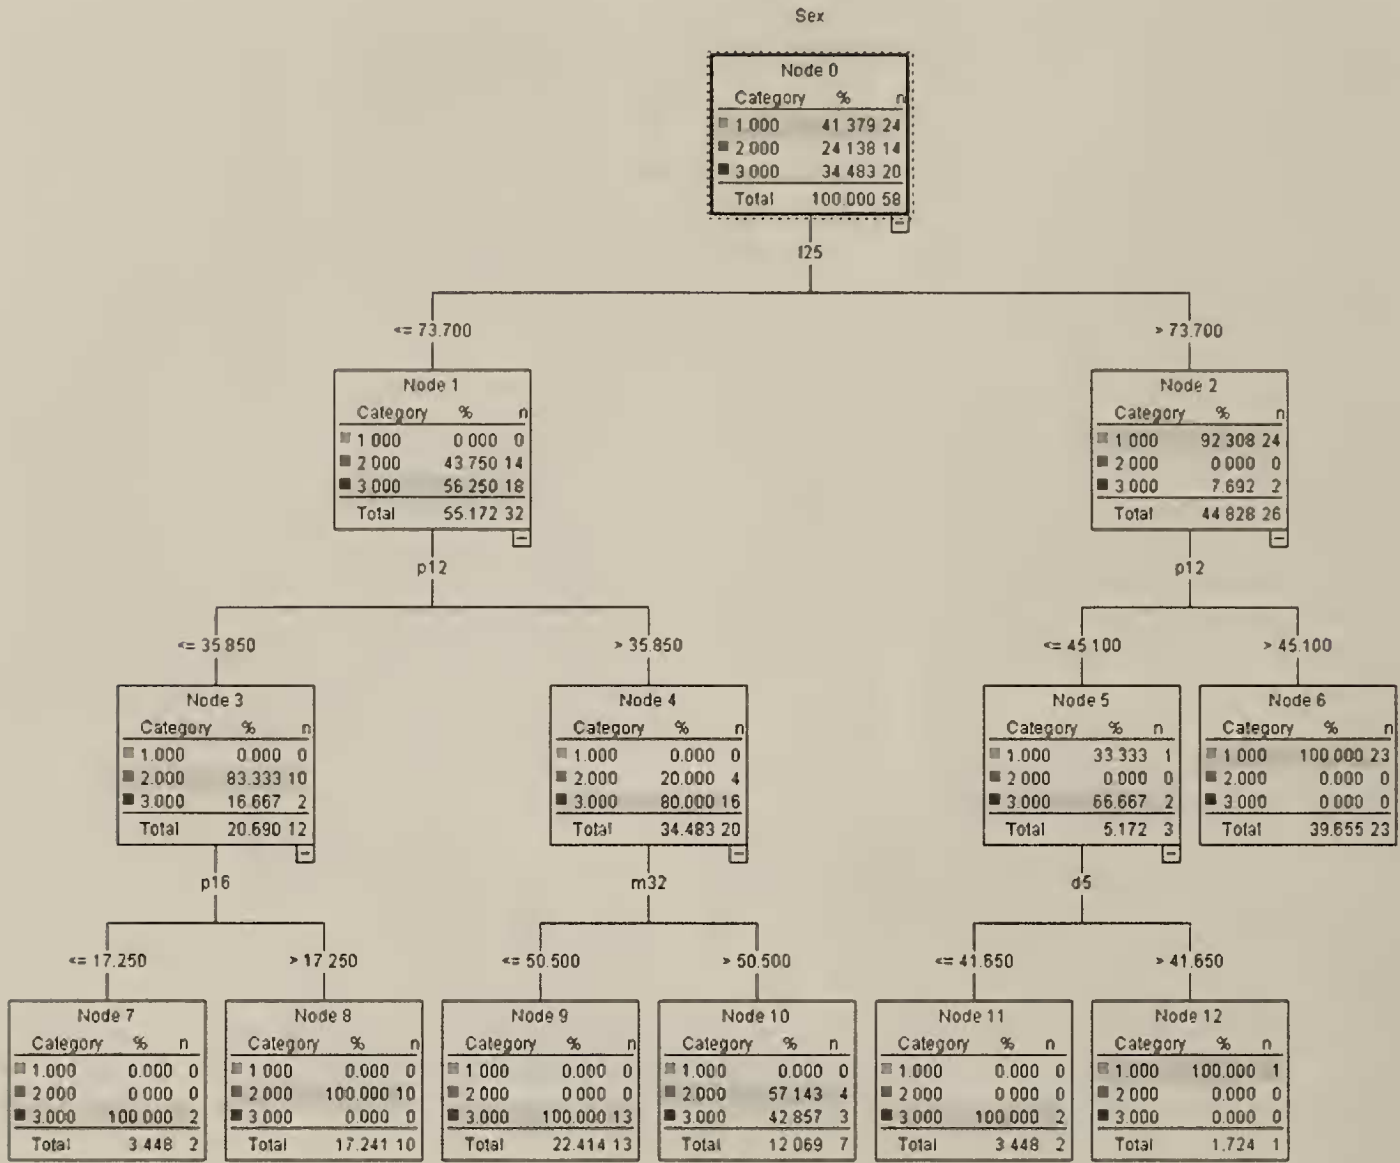 Sex
Node 0
Category % n
1.000 41 379 24
2.000 24 138 14
3 000 34 483 20
Total 100.000 58
f25
<= 73.700
> 73.700
Node 1
Category % n
1 000 0 000 0
2 000 43.750 14
3 000 56.250 18
Total 55.172 32
Node 2
Category % n
1 000 92 308 24
2 000 0 000 0
3 000 7.692 2
Total 44 828 26
p12
p12
<= 35 850
> 35.850
<= 45 100
> 45.100
Node 3
Category % n
1.000 0.000 0
2.000 83.333 10
3.000 16.667 2
Total 20.690 12
Node 4
Category % n
1.000 0.000 0
2.000 20.000 4
3.000 80.000 16
Total 34.483 20
Node 5
Category % n
1.000 33.333 1
2 000 0.000 0
3.000 66.667 2
Total 5.172 3
Node 6
Category % n
1 000 100 000 23
2.000 0.000 0
3 000 0 000 0
Total 39.655 23
p16
m32
d5
<= 17.250
> 17 250
<= 50.500
> 50.500
<= 41.650
> 41.650
Node 7
Category % n
1.000 0.000 0
2 000 0 000 0
3.000 100 000 2
Total 3.448 2
Node 8
Category % n
1 000 0.000 0
2 000 100.000 10
3.000 0.000 0
Total 17.241 10
Node 9
Category % n
1.000 0.000 0
2 000 0 000 0
3.000 100.000 13
Total 22.414 13
Node 10
Category % n
1.000 0.000 0
2.000 57 143 4
3 000 42.857 3
Total 12 069 7
Node 11
Category % n
1.000 0.000 0
2 000 0 000 0
3.000 100 000 2
Total 3 448 2
Node 12
Category % n
1.000 100.000 1
2 000 0.000 0
3.000 0.000 0
Total 1.724 1